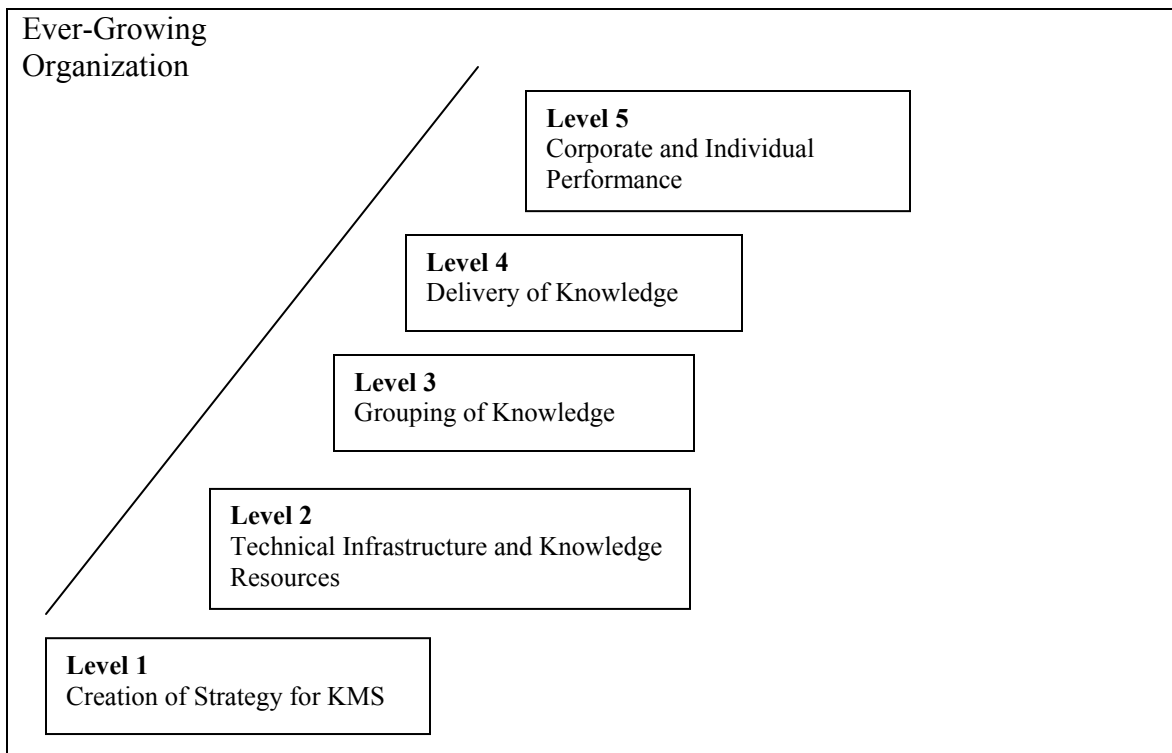 Ever-Growing
Organization
Level 5
Corporate and Individual
Performance
Level 4
Delivery of Knowledge
Level 3
Grouping of Knowledge
Level 2
Technical Infrastructure and Knowledge
Resources
Level 1
Creation of Strategy for KMS